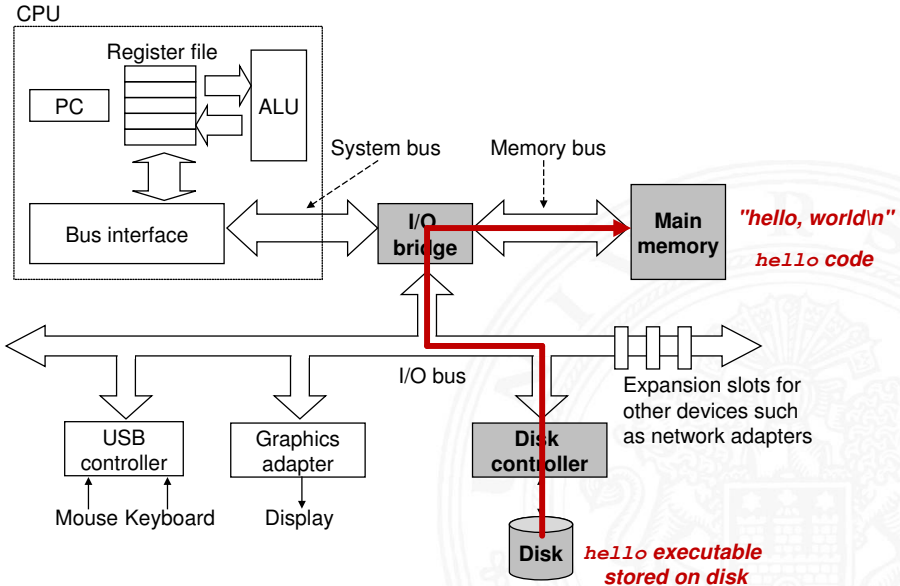 CPU
Register file
PC
ALU
System bus
Memory bus
Bus interface
I/O
bridge
Main
memory
"hello, world\n"
hello code
I/O bus
Expansion slots for
other devices such
as network adapters
USB
controller
Graphics
adapter
Disk
controller
Mouse Keyboard
Display
Disk
hello executable
stored on disk